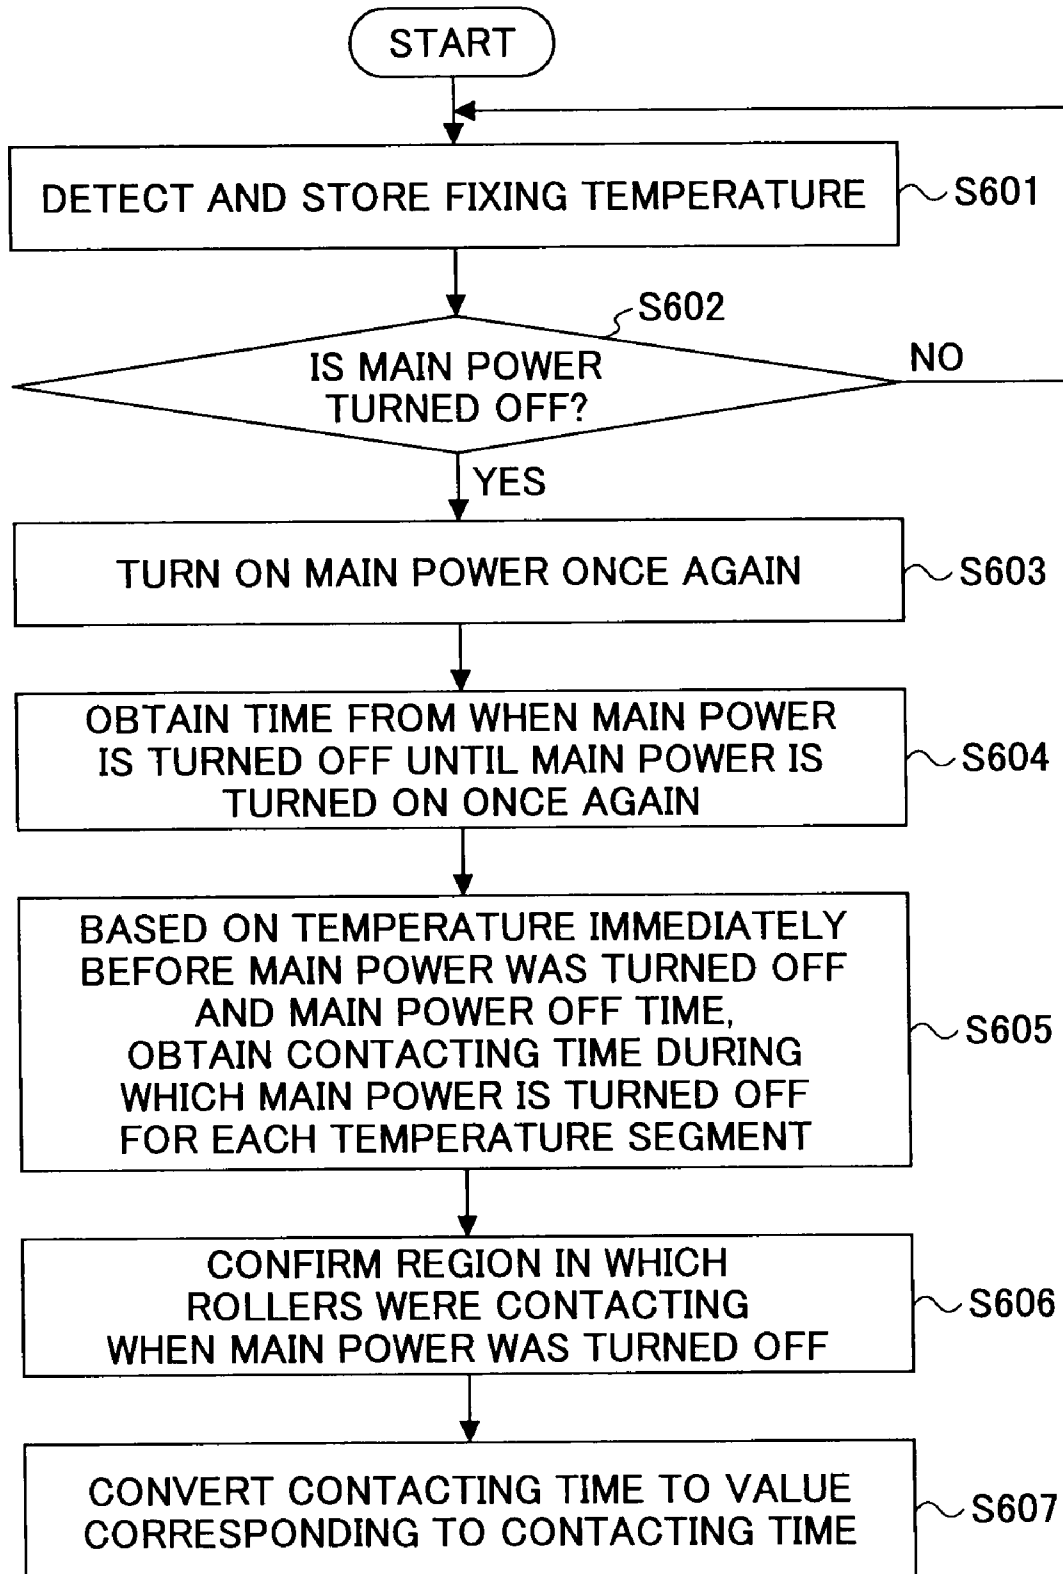 START
DETECT AND STORE FIXING TEMPERATURE
S601
S602
IS MAIN POWER
TURNED OFF?
NO
YES
TURN ON MAIN POWER ONCE AGAIN
S603
OBTAIN TIME FROM WHEN MAIN POWER
IS TURNED OFF UNTIL MAIN POWER IS
TURNED ON ONCE AGAIN
S604
BASED ON TEMPERATURE IMMEDIATELY
BEFORE MAIN POWER WAS TURNED OFF
AND MAIN POWER OFF TIME,
OBTAIN CONTACTING TIME DURING
WHICH MAIN POWER IS TURNED OFF
FOR EACH TEMPERATURE SEGMENT
S605
CONFIRM REGION IN WHICH
ROLLERS WERE CONTACTING
WHEN MAIN POWER WAS TURNED OFF
S606
CONVERT CONTACTING TIME TO VALUE
CORRESPONDING TO CONTACTING TIME
S607